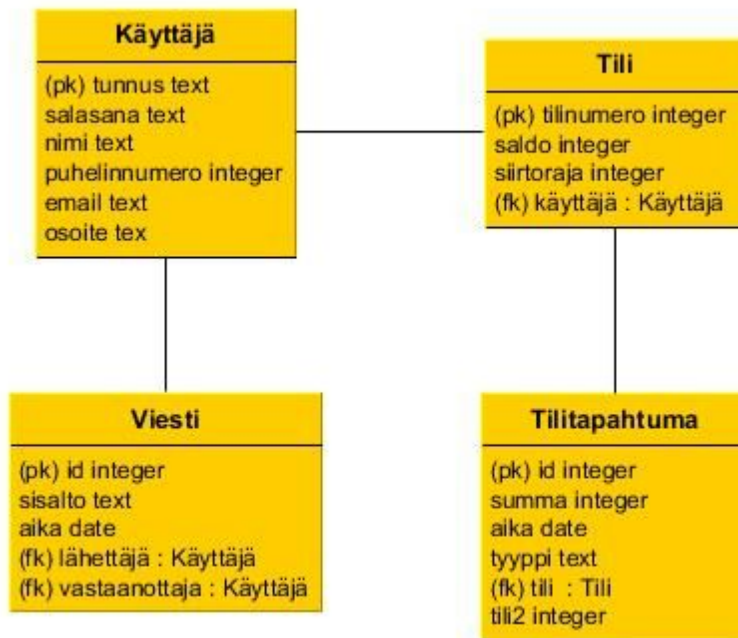 Käyttäjä
(pk) tunnus text
salasana text
nimi text
puhelinnumero integer
email text
osoite tex
Tili
(pk) tilinumero integer
saldo integer
siirtoraja integer
(fk) käyttäjä : Käyttäjä
Viesti
(pk) id integer
sisalto text
aika date
(fk) lähettäjä : Käyttäjä
(fk) vastaanottaja : Käyttäjä
Tilitapahtuma
(pk) id integer
summa integer
aika date
tyyppi text
(fk) tili : Tili
tili2 integer